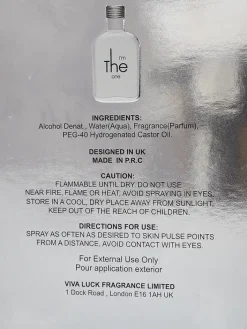 I'm
The
one
INGREDIENTS:
Alcohol Denat., Water(Aqua), Fragrance(Parfum),
PEG-40 Hydrogenated Castor Oil.
DESIGNED IN UK
MADE IN P.R.C
CAUTION:
FLAMMABLE UNTIL DRY. DO NOT USE
NEAR FIRE, FLAME OR HEAT, AVOID SPRAYING IN EYES.
STORE IN A COOL, DRY PLACE AWAY FROM SUNLIGHT,
KEEP OUT OF THE REACH OF CHILDREN.
DIRECTIONS FOR USE:
SPRAY AS OFTEN AS DESIRED TO SKIN PULSE POINTS
FROM A DISTANCE. AVOID CONTACT WITH EYES.
For External Use Only
Pour application exterior
VIVA LUCK FRAGRANCE LIMITED
1 Dock Road , London E16 1AH UK